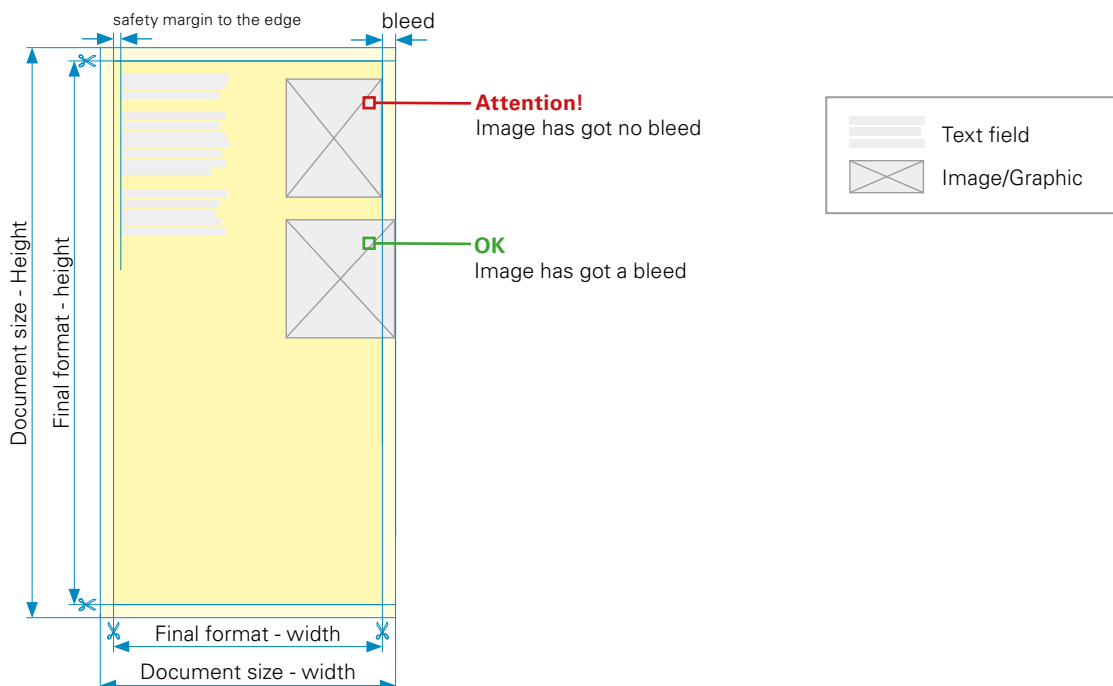 safety margin to the edge
bleed
Attention!
Image has got no bleed
Text field
Image/Graphic
OK
Image has got a bleed
Document size - Height
Final format - height
Final format - width
Document size - width